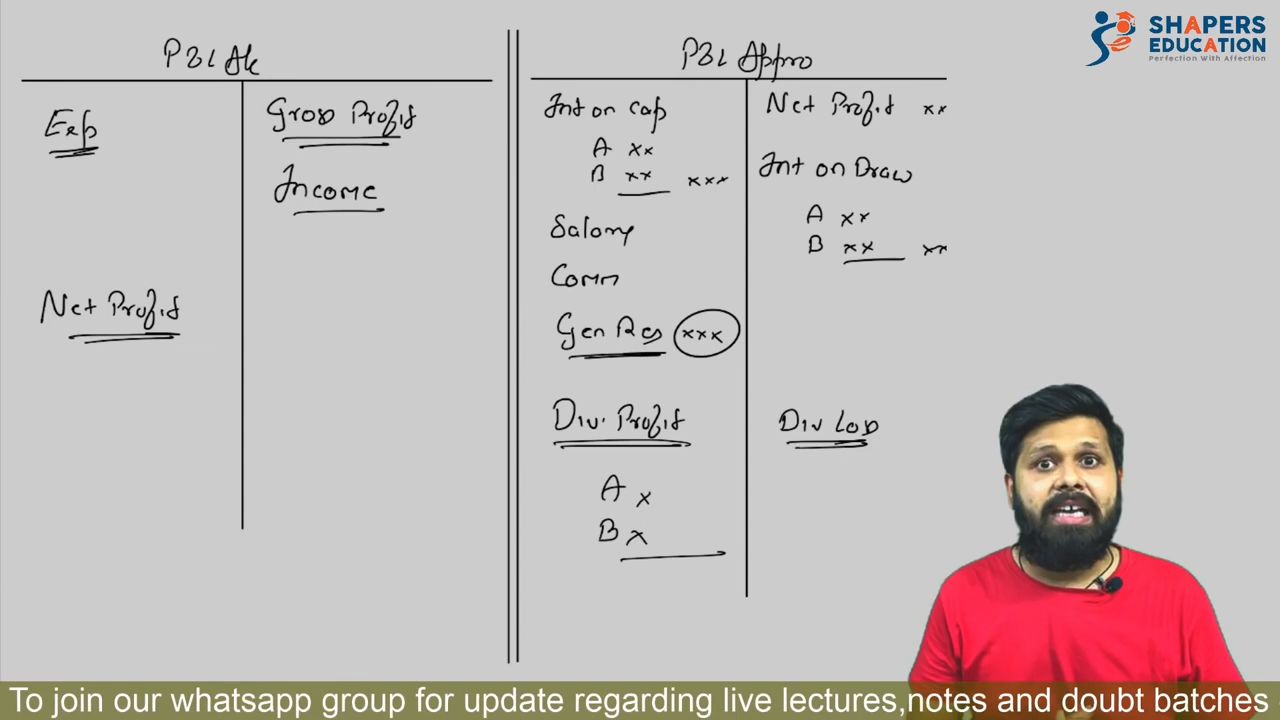 SHAPERS
EDUCATION
Perfection With Affection
P&L A/c
Exp
Gross Profit
Income
Net Profit
P&L Appro
Int on cap
A xx
B xx xxx
Salary
Comm
Gen Res xxx
Div. Profit
A x
B x
Net Profit xx
Int on Draw
A xx
B xx xx
Div Loss
To join our whatsapp group for update regarding live lectures,notes and doubt batches